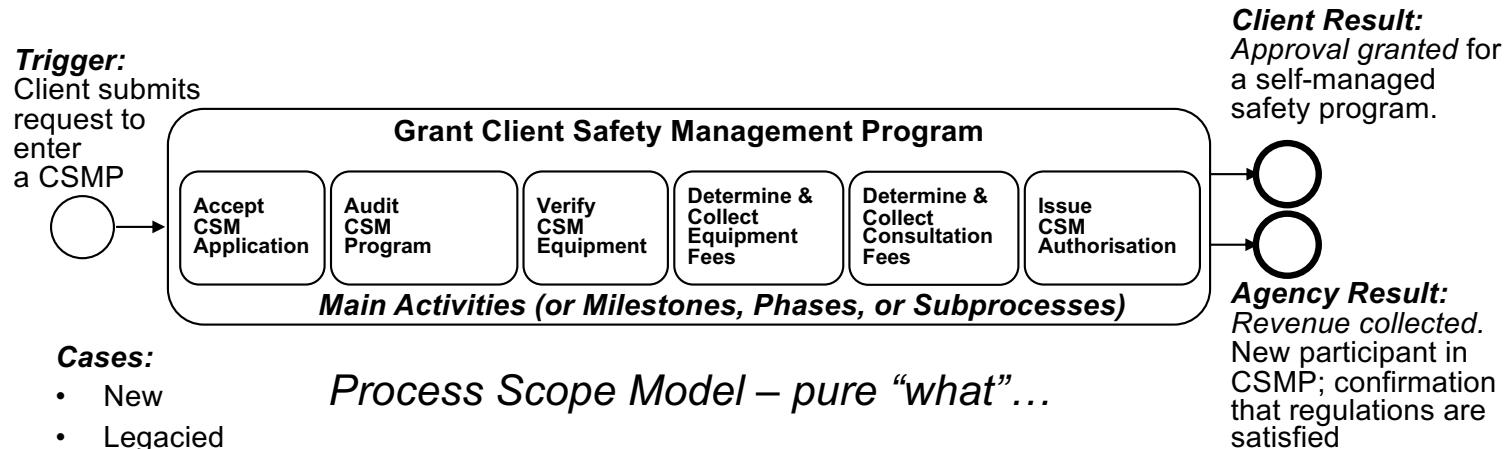 Trigger:
Client submits
request to
enter
a CSMP
Grant Client Safety Management Program
Accept
CSM
Application
Audit
CSM
Program
Verify
CSM
Equipment
Determine &
Collect
Equipment
Fees
Determine &
Collect
Consultation
Fees
Issue
CSM
Authorisation
Main Activities (or Milestones, Phases, or Subprocesses)
Client Result:
Approval granted for
a self-managed
safety program.
Agency Result:
Revenue collected.
New participant in
CSMP; confirmation
that regulations are
satisfied
Cases:
• New
• Legacied
Process Scope Model – pure “what”…